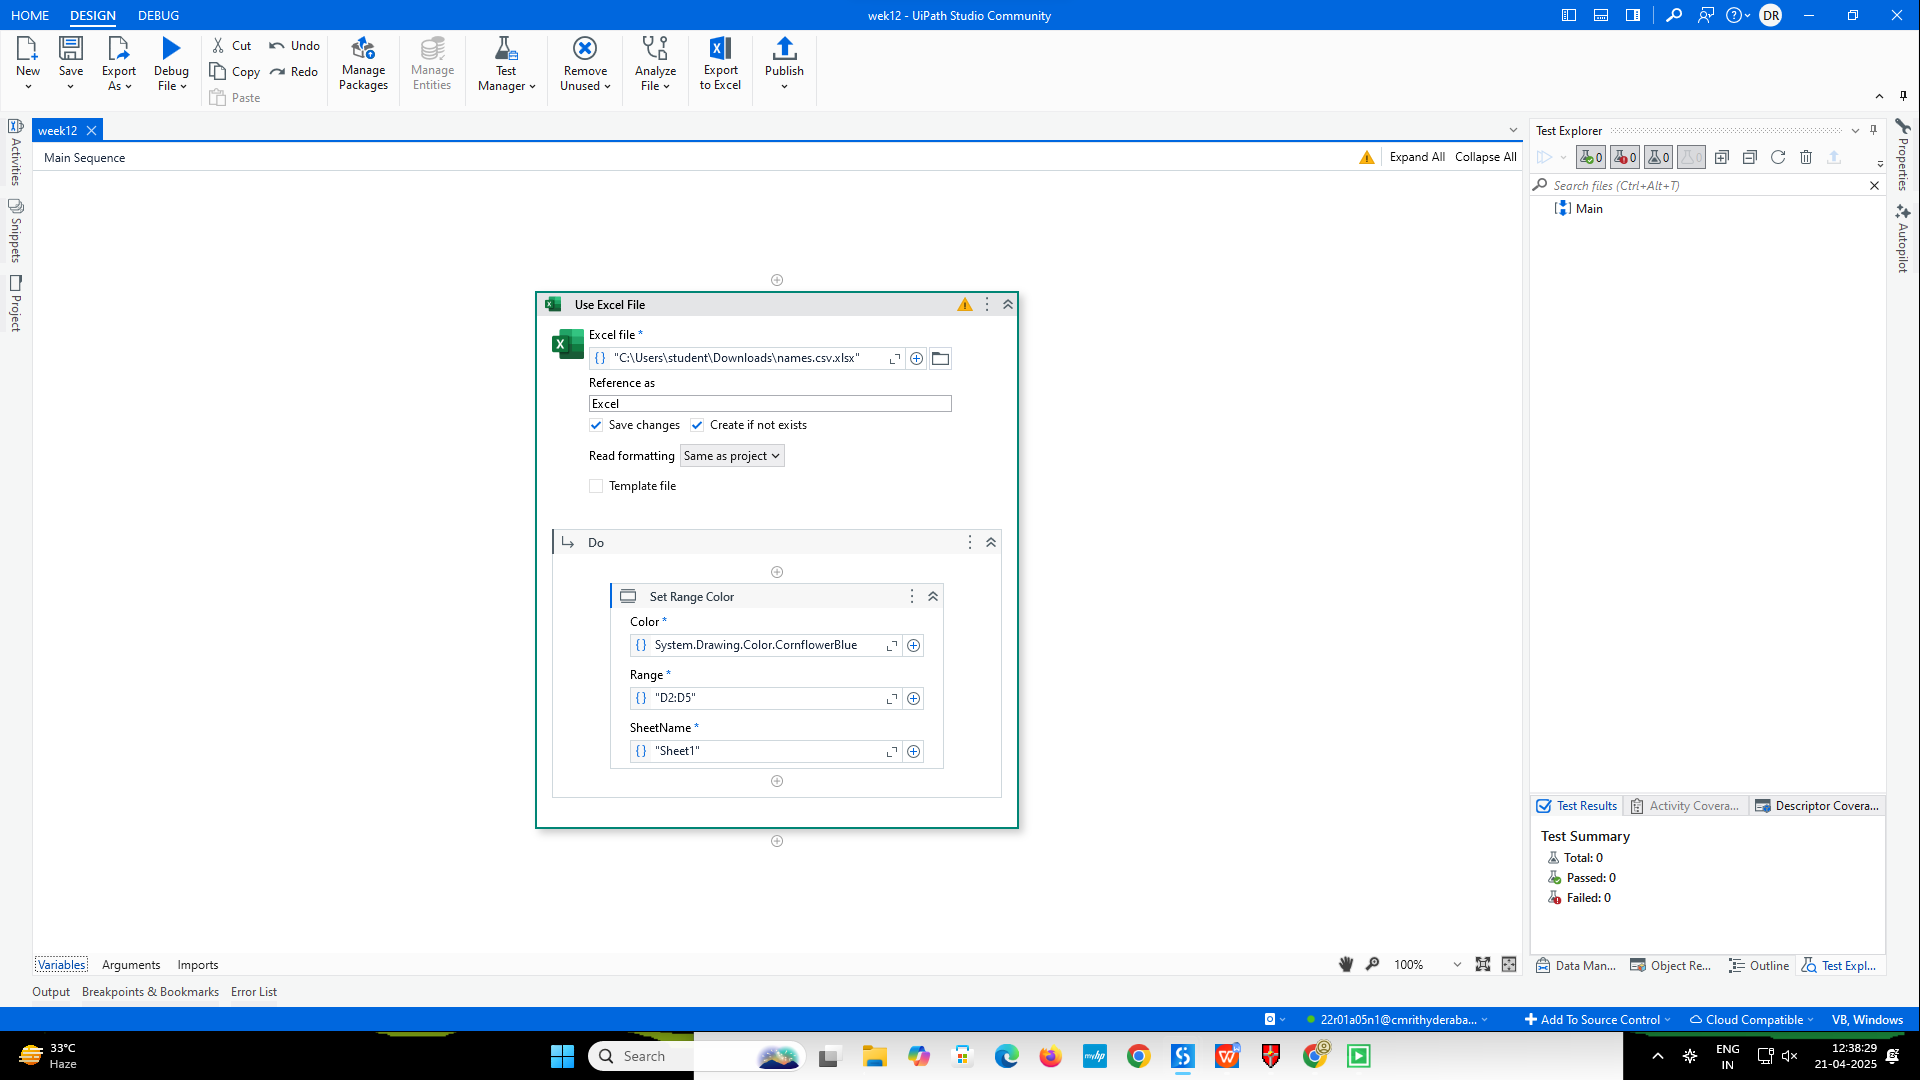 HOME DESIGN DEBUG
wek12 - UiPath Studio Community
DR
New Save Export As Debug File
Cut Undo
Copy Redo
Paste
Manage Packages
Manage Entities
Test Manager
Remove Unused
Analyze File
Export to Excel
Publish
week12
Main Sequence
Expand All Collapse All
Activities
Snippets
Project
Use Excel File
Excel file *
"C:\Users\student\Downloads\names.csv.xlsx"
Reference as
Excel
Save changes Create if not exists
Read formatting Same as project
Template file
Do
Set Range Color
Color *
System.Drawing.Color.CornflowerBlue
Range *
"D2:D5"
SheetName *
"Sheet1"
Test Explorer
0 0 0 0
Search files (Ctrl+Alt+T)
Main
Properties
Autopilot
Test Results Activity Covera... Descriptor Covera...
Test Summary
Total: 0
Passed: 0
Failed: 0
Variables Arguments Imports
100%
Data Man... Object Re... Outline Test Expl...
Output Breakpoints & Bookmarks Error List
22r01a05n1@cmrithyderaba... Add To Source Control Cloud Compatible VB, Windows
33°C
Haze
Search
myhp
ENG
IN
12:38:29
21-04-2025